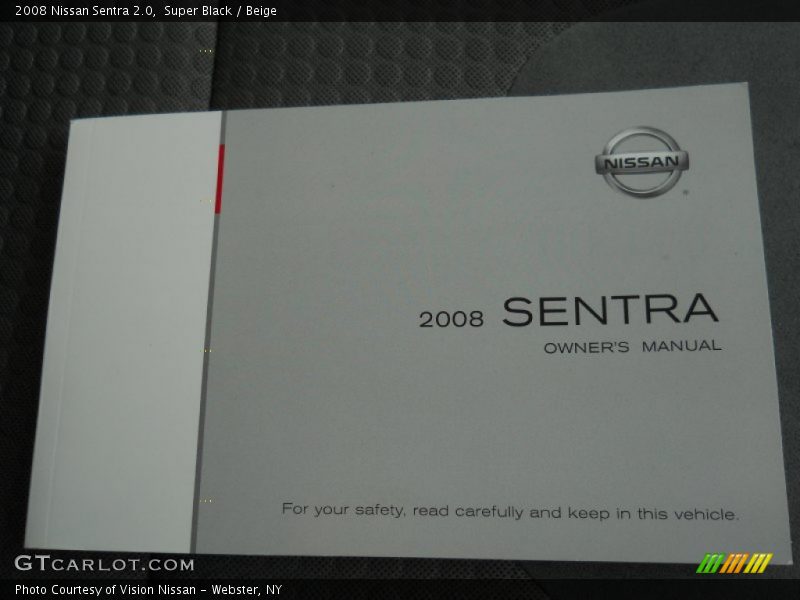 2008 Nissan Sentra 2.0,  Super Black / Beige
NISSAN
®
2008 SENTRA
OWNER'S MANUAL
For your safety, read carefully and keep in this vehicle.
GTCARLOT.COM
Photo Courtesy of Vision Nissan - Webster, NY